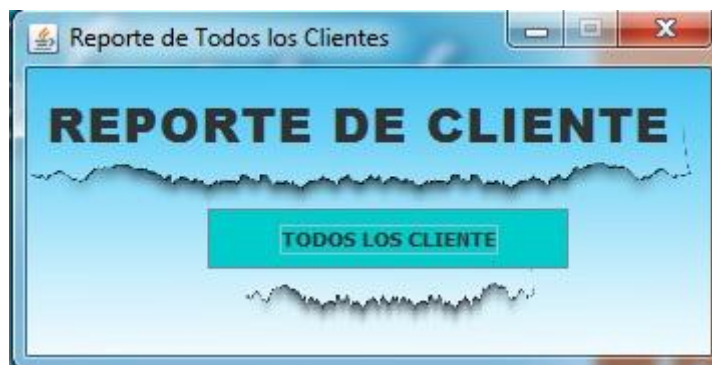 Reporte de Todos los Clientes
REPORTE DE CLIENTE
TODOS LOS CLIENTE